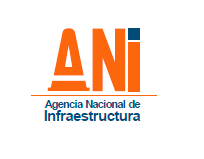 ANI
Agencia Nacional de
Infraestructura